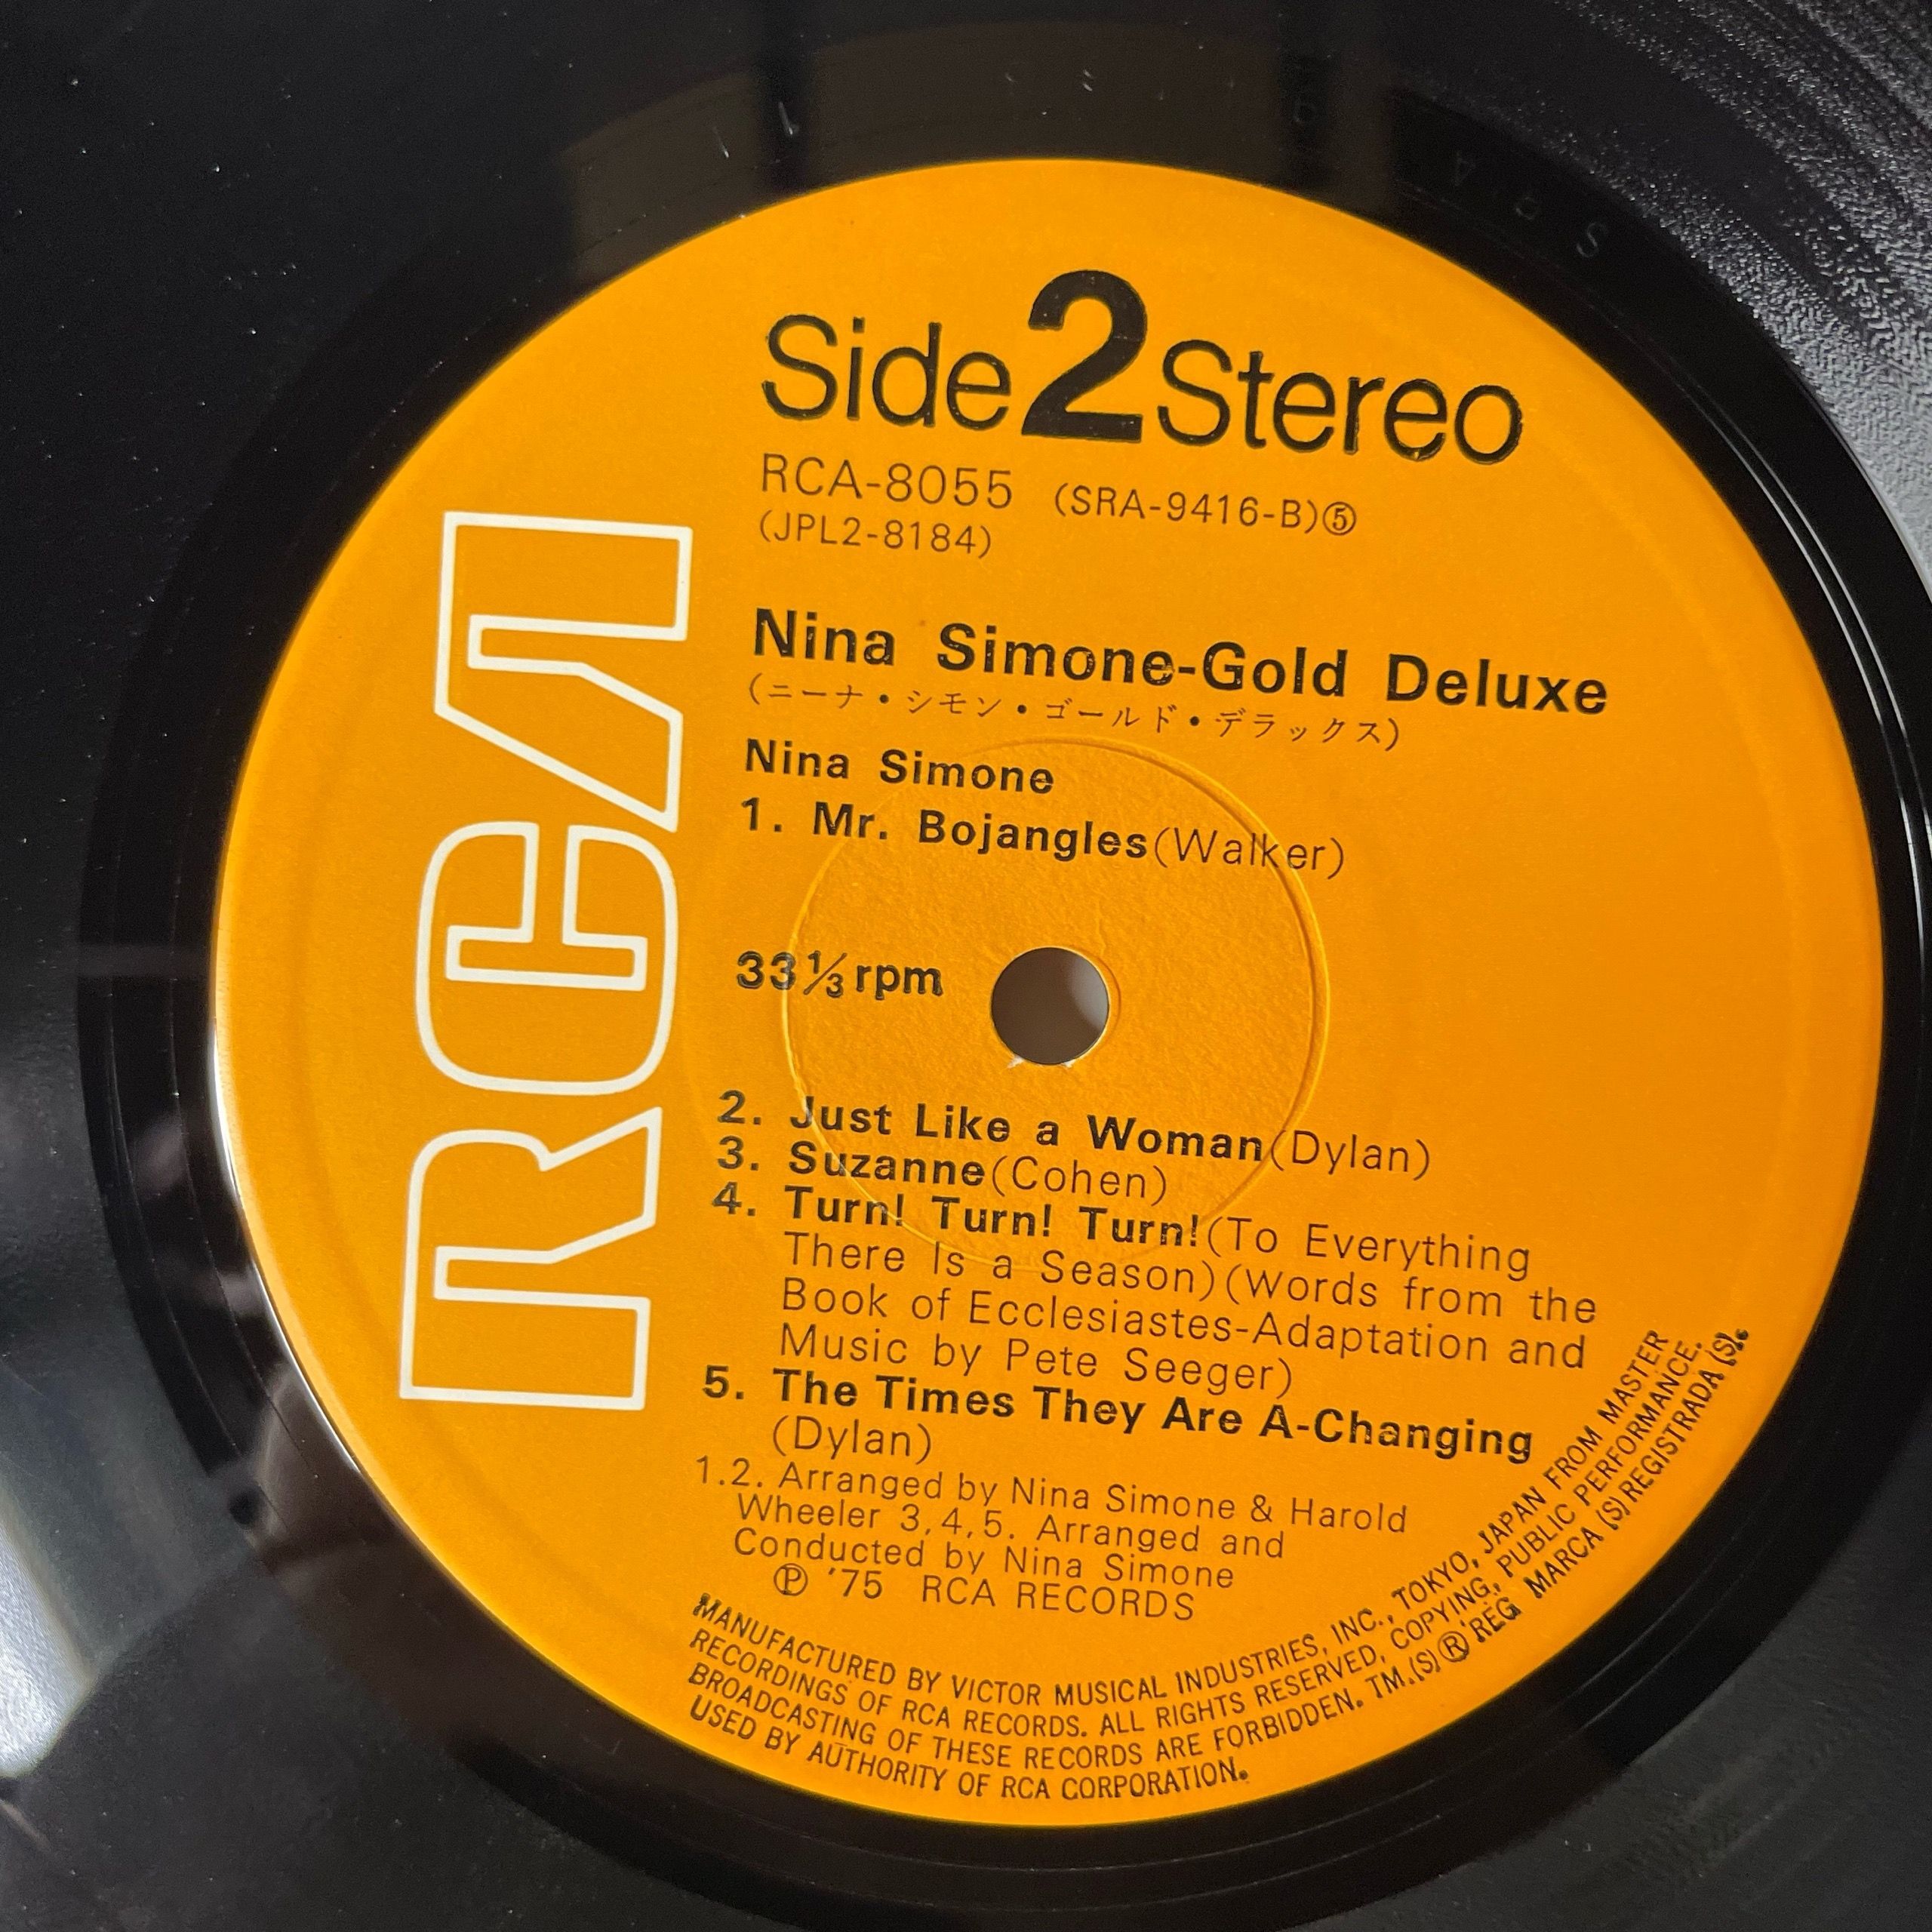 Side 2 Stereo
RCA-8055 (SRA-9416-B)⑤
(JPL2-8184)
RCA
Nina Simone-Gold Deluxe
(ニーナ・シモン・ゴールド・デラックス)
Nina Simone
1. Mr. Bojangles(Walker)
33⅓rpm
2. Just Like a Woman(Dylan)
3. Suzanne(Cohen)
4. Turn! Turn! Turn!(To Everything
There Is a Season)(Words from the
Book of Ecclesiastes-Adaptation and
Music by Pete Seeger)
5. The Times They Are A-Changing
(Dylan)
1.2. Arranged by Nina Simone & Harold
Wheeler 3,4,5. Arranged and
Conducted by Nina Simone
Ⓟ '75 RCA RECORDS
MANUFACTURED BY VICTOR MUSICAL INDUSTRIES, INC., TOKYO, JAPAN FROM MASTER
RECORDINGS OF RCA RECORDS. ALL RIGHTS RESERVED, COPYING, PUBLIC PERFORMANCE,
BROADCASTING OF THESE RECORDS ARE FORBIDDEN. TM.(S)® REG MARCA (S) REGISTRADA (S).
USED BY AUTHORITY OF RCA CORPORATION.